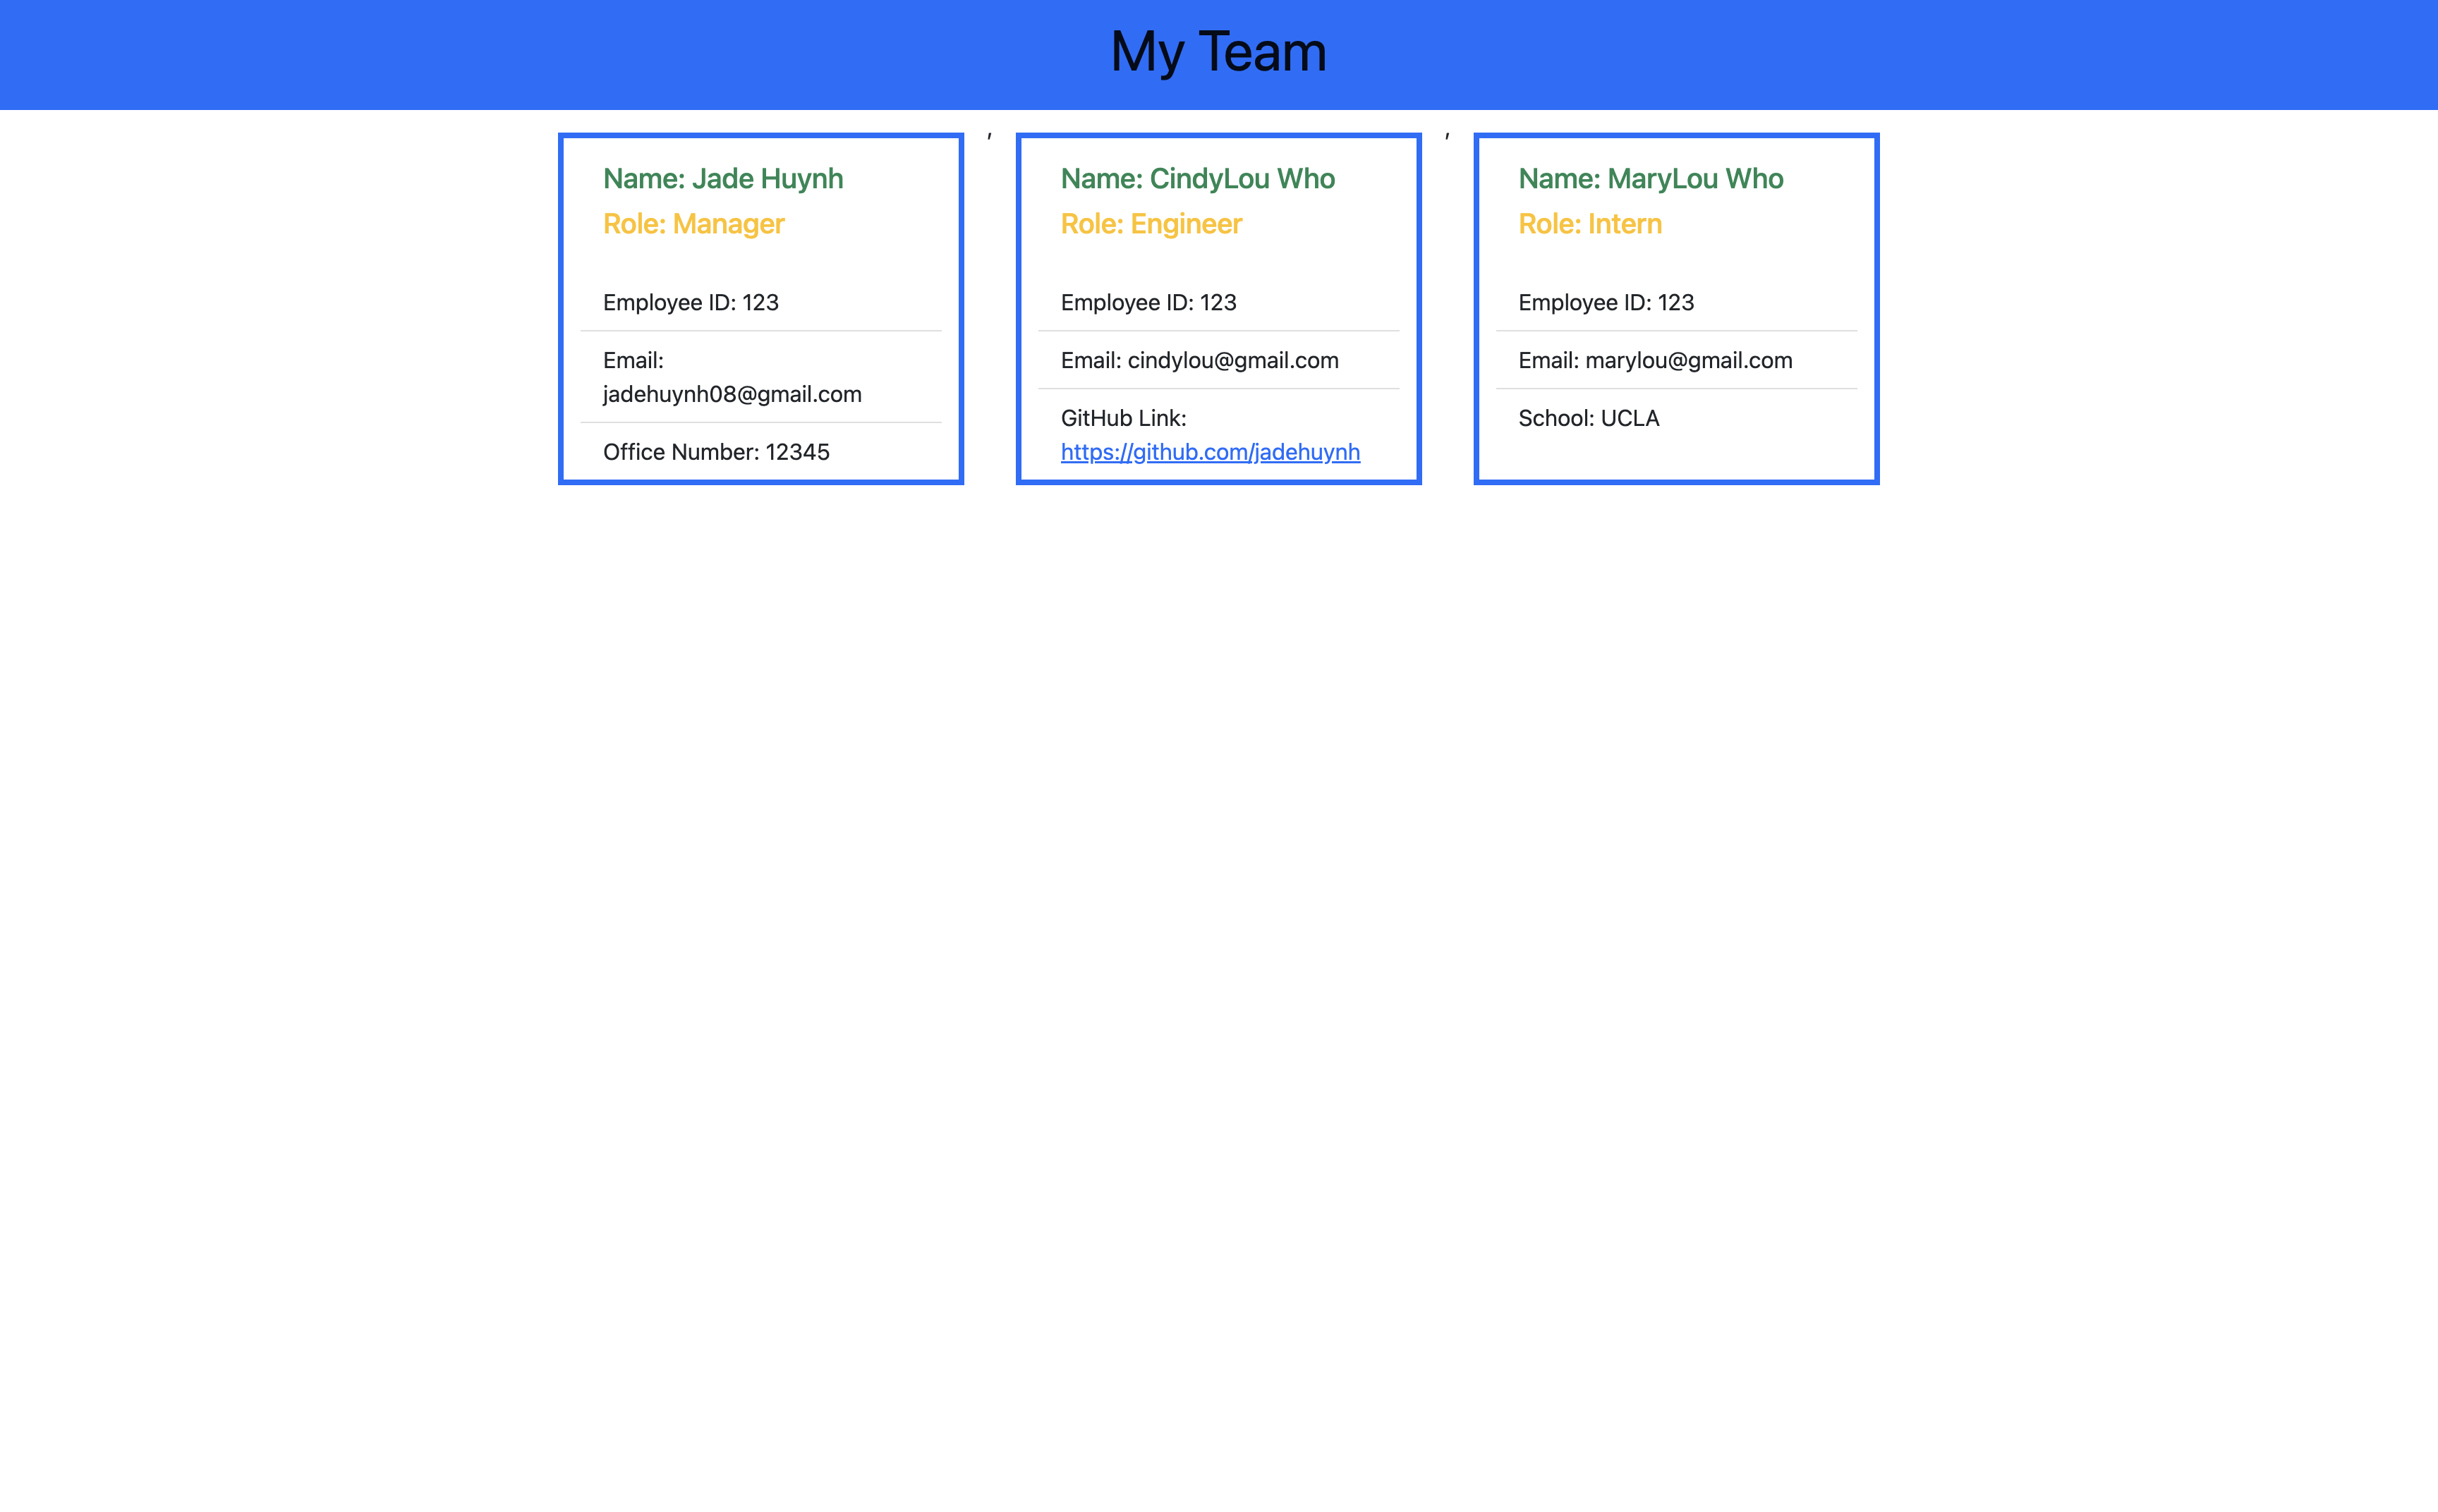 My Team
Name: Jade Huynh
Role: Manager
Employee ID: 123
Email:
jadehuynh08@gmail.com
Office Number: 12345
,
Name: CindyLou Who
Role: Engineer
Employee ID: 123
Email: cindylou@gmail.com
GitHub Link:
https://github.com/jadehuynh
,
Name: MaryLou Who
Role: Intern
Employee ID: 123
Email: marylou@gmail.com
School: UCLA